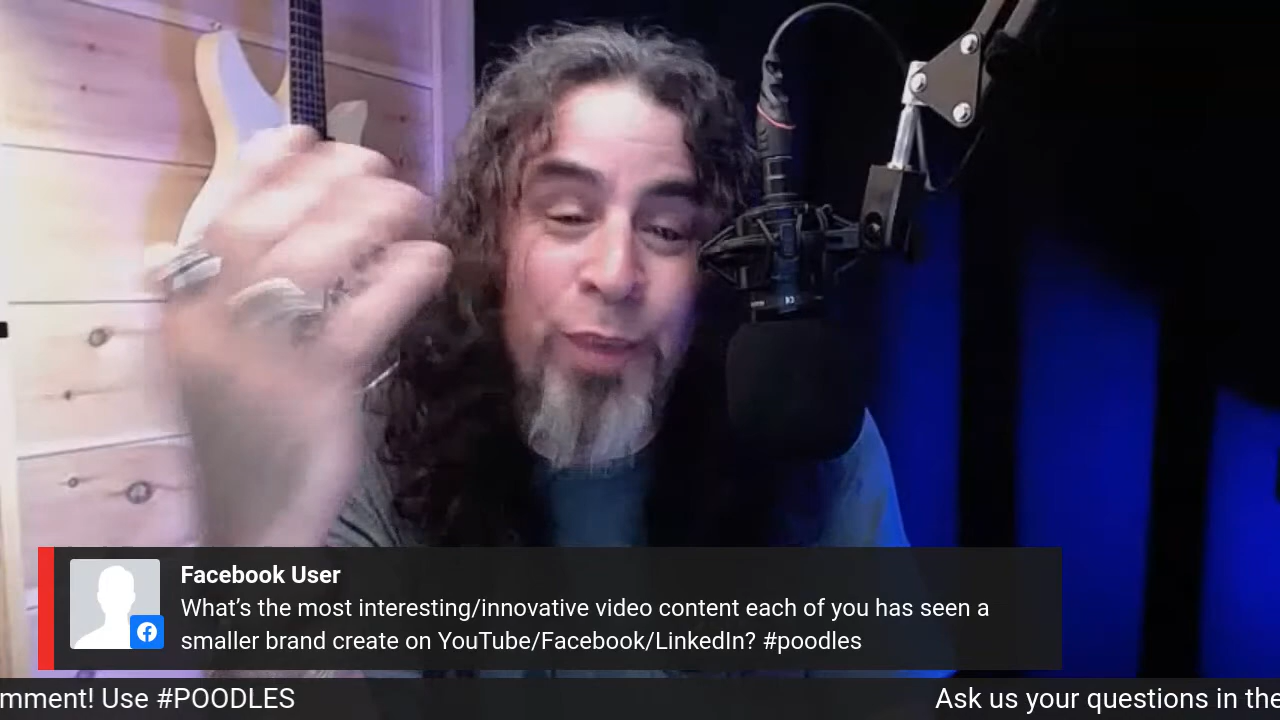 Facebook User
What’s the most interesting/innovative video content each of you has seen a
smaller brand create on YouTube/Facebook/LinkedIn? #poodles
mment! Use #POODLES
Ask us your questions in the